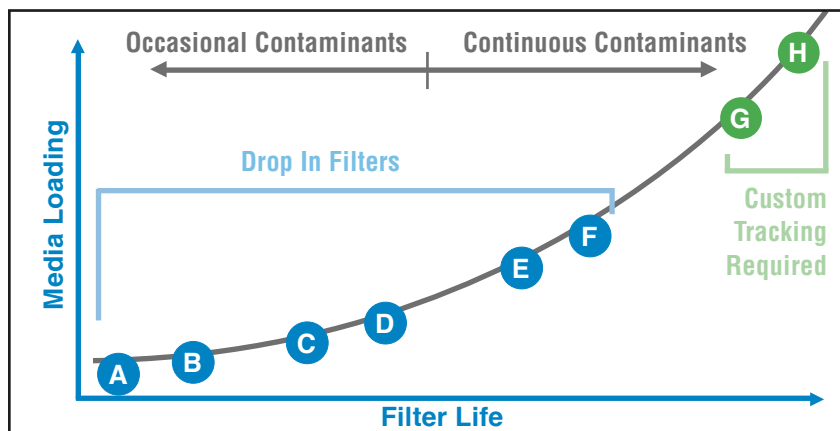 Occasional Contaminants
Continuous Contaminants
H
G
Drop In Filters
Custom
Tracking
Required
Media Loading
F
E
D
C
B
A
Filter Life